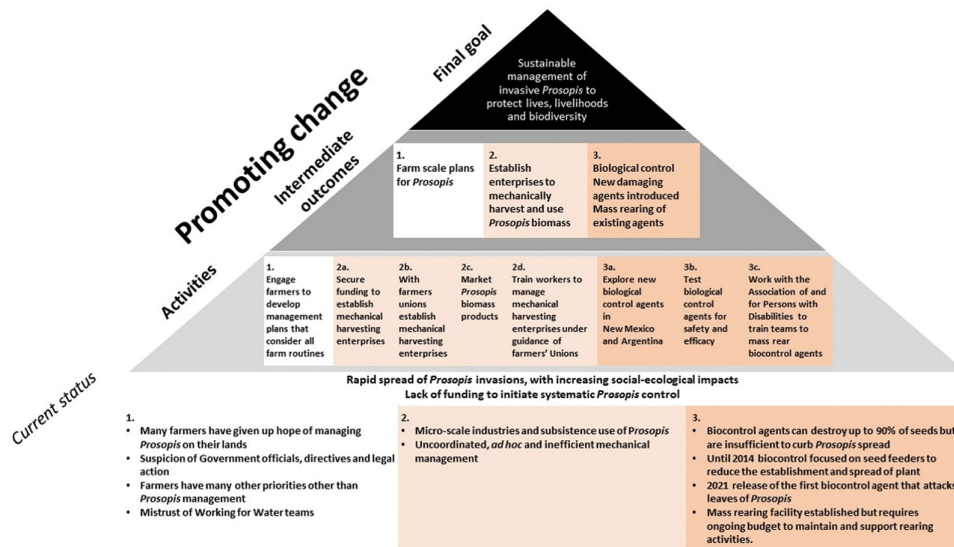 Promoting change
Final goal
Sustainable
management of
invasive Prosopis to
protect lives, livelihoods
and biodiversity
Intermediate
outcomes
1.
Farm scale plans
for Prosopis
2.
Establish
enterprises to
mechanically
harvest and use
Prosopis biomass
3.
Biological control
New damaging
agents introduced
Mass rearing of
existing agents
Activities
1.
Engage
farmers to
develop
management
plans that
consider all
farm routines
2a.
Secure
funding to
establish
mechanical
harvesting
enterprises
2b.
With
farmers
unions
establish
mechanical
harvesting
enterprises
2c.
Market
Prosopis
biomass
products
2d.
Train workers to
manage
mechanical
harvesting
enterprises under
guidance of
farmers' Unions
3a.
Explore new
biological
control agents
in
New Mexico
and Argentina
3b.
Test
biological
control
agents for
safety and
efficacy
3c.
Work with the
Association of and
for Persons with
Disabilities to
train teams to
mass rear
biocontrol agents
Current status
Rapid spread of Prosopis invasions, with increasing social-ecological impacts
Lack of funding to initiate systematic Prosopis control
1.
• Many farmers have given up hope of managing
Prosopis on their lands
• Suspicion of Government officials, directives and legal
action
• Farmers have many other priorities other than
Prosopis management
• Mistrust of Working for Water teams
2.
• Micro-scale industries and subsistence use of Prosopis
• Uncoordinated, ad hoc and inefficient mechanical
management
3.
• Biocontrol agents can destroy up to 90% of seeds but
are insufficient to curb Prosopis spread
• Until 2014 biocontrol focused on seed feeders to
reduce the establishment and spread of plant
• 2021 release of the first biocontrol agent that attacks
leaves of Prosopis
• Mass rearing facility established but requires
ongoing budget to maintain and support rearing
activities.